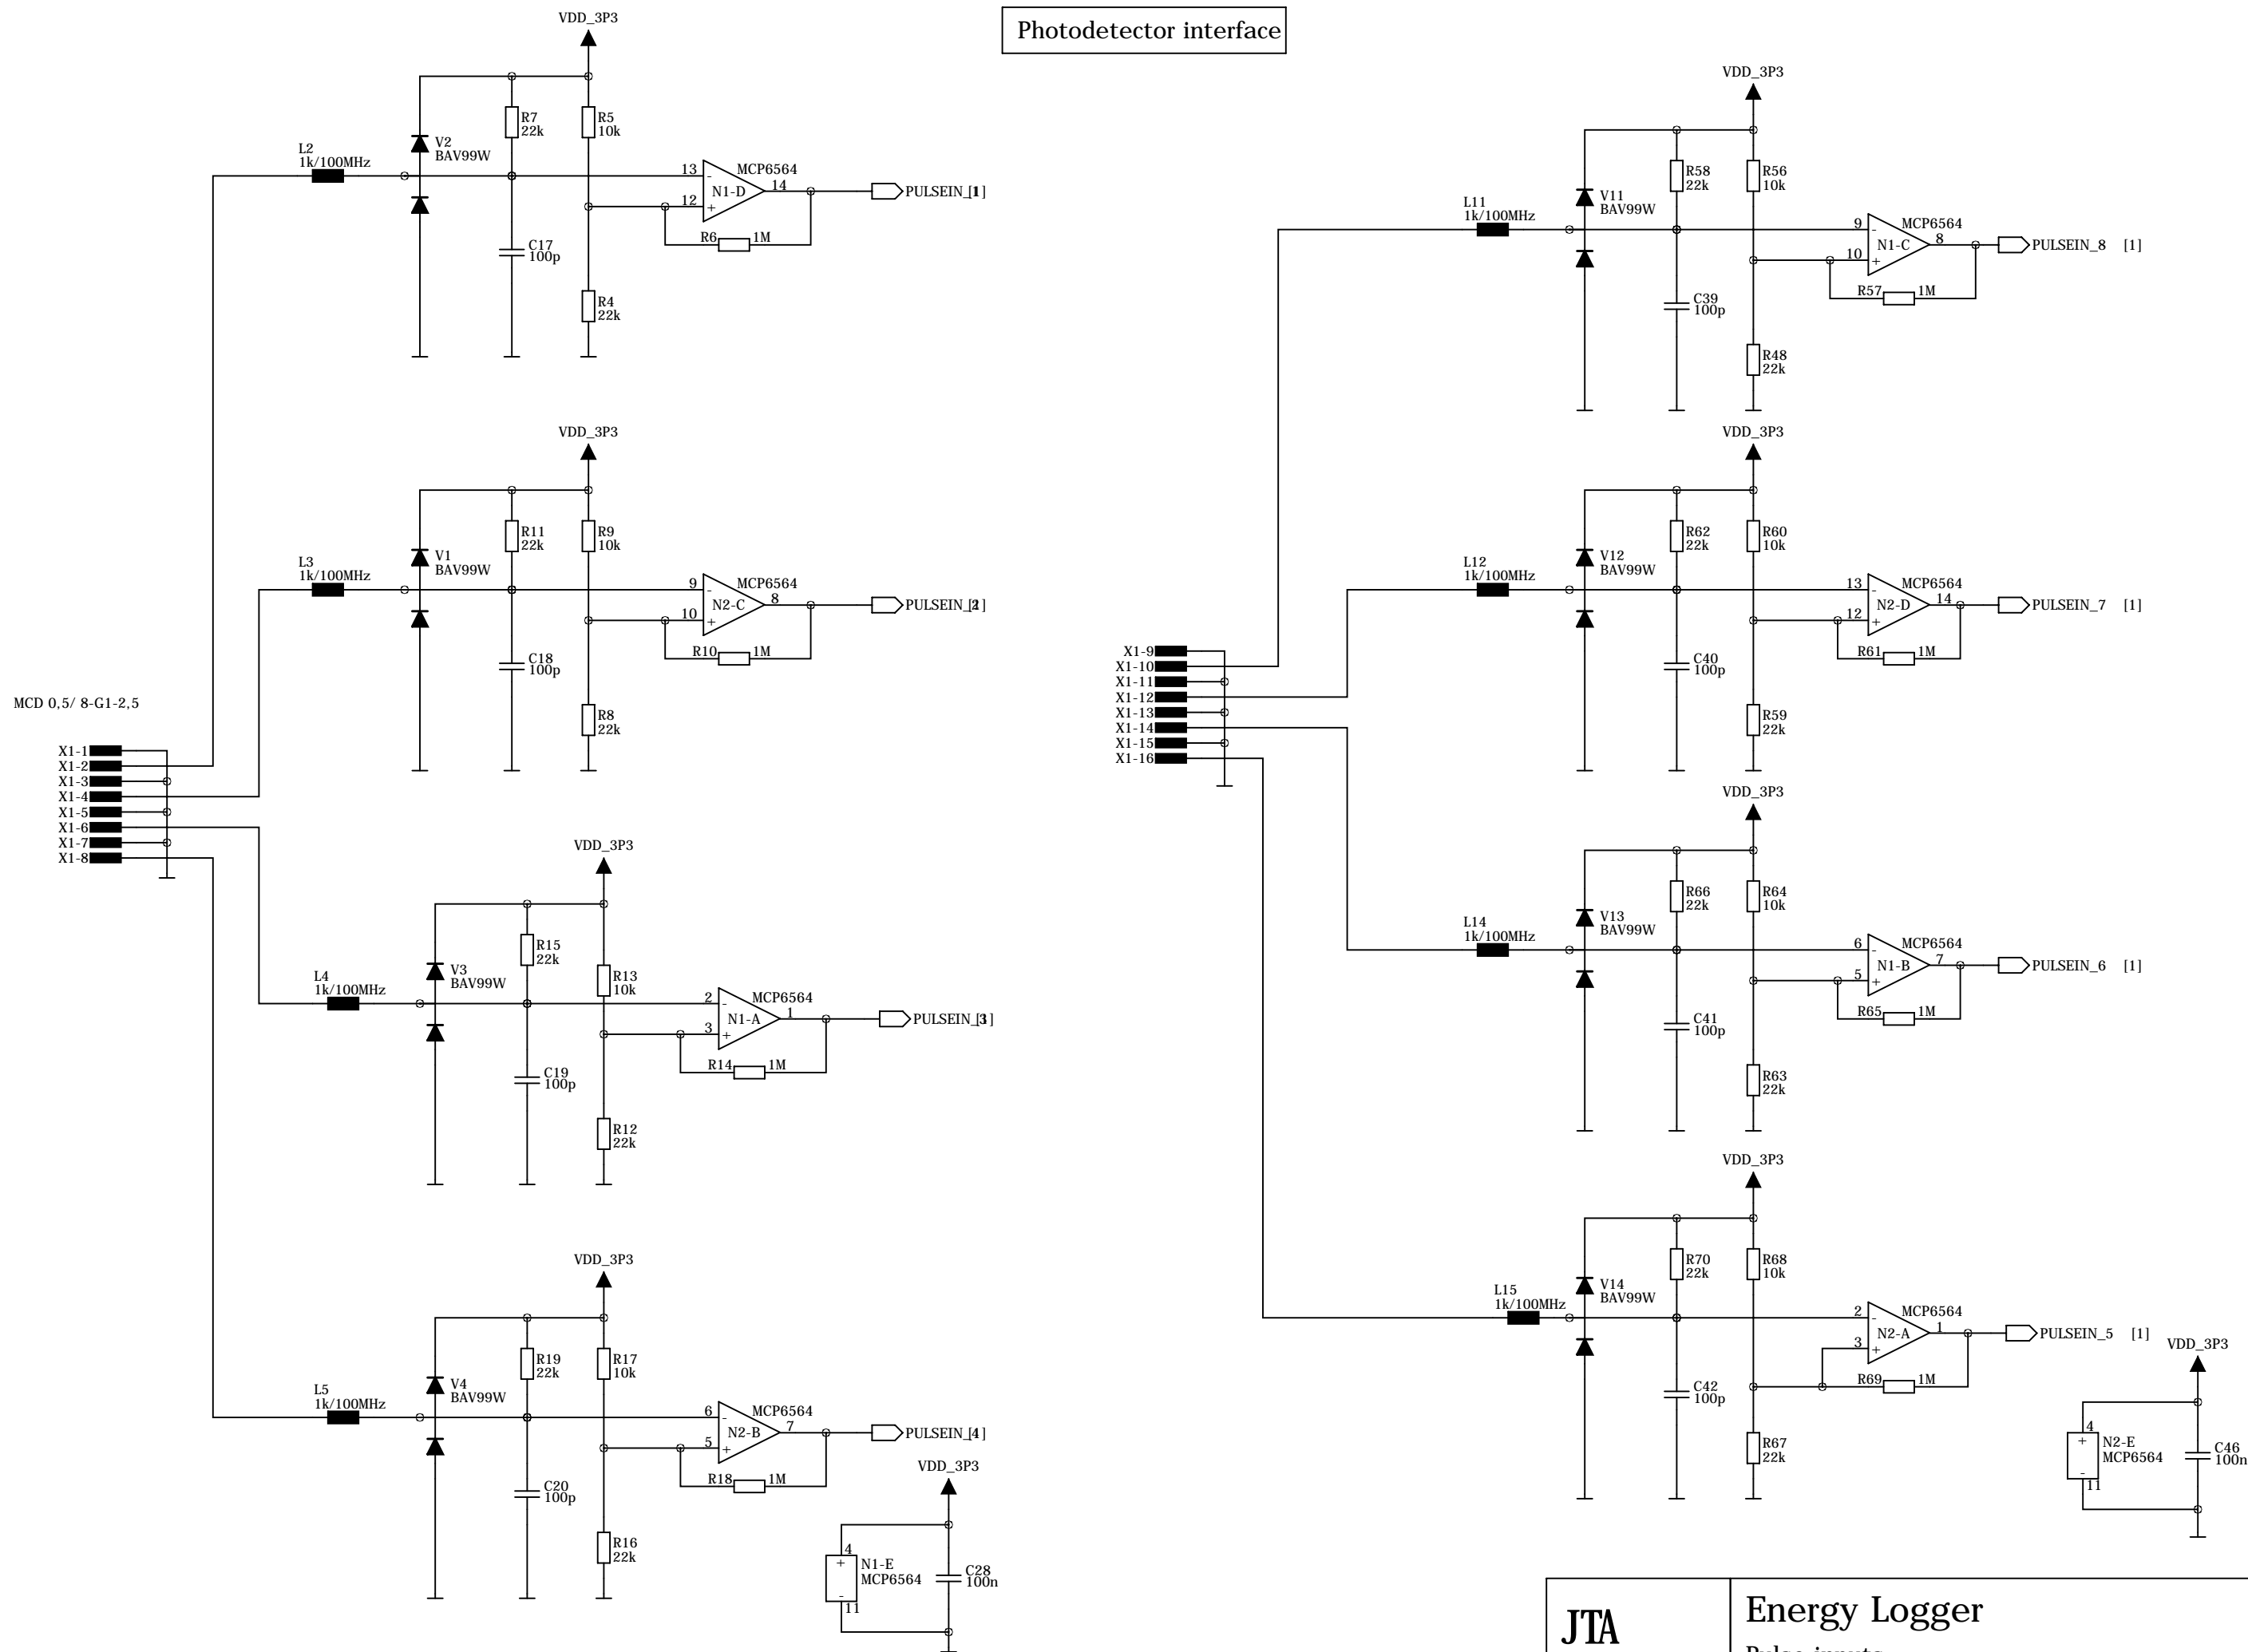 Photodetector interface
VDD_3P3
R7
22k
R5
10k
V2
BAV99W
L2
1k/100MHz
13
-
MCP6564
N1-D
14
12
+
PULSEIN_1
[1]
R6
1M
C17
100p
R4
22k
VDD_3P3
R11
22k
R9
10k
V1
BAV99W
L3
1k/100MHz
9
-
MCP6564
N2-C
8
10
+
PULSEIN_2
[1]
R10
1M
C18
100p
R8
22k
MCD 0,5/ 8-G1-2,5
X1-1
X1-2
X1-3
X1-4
X1-5
X1-6
X1-7
X1-8
VDD_3P3
R15
22k
R13
10k
V3
BAV99W
L4
1k/100MHz
2
-
MCP6564
N1-A
1
3
+
PULSEIN_3
[1]
R14
1M
C19
100p
R12
22k
VDD_3P3
R19
22k
R17
10k
V4
BAV99W
L5
1k/100MHz
6
-
MCP6564
N2-B
7
5
+
PULSEIN_4
[1]
R18
1M
C20
100p
R16
22k
VDD_3P3
4
+
N1-E
MCP6564
-
11
C28
100n
VDD_3P3
R58
22k
R56
10k
V11
BAV99W
L11
1k/100MHz
9
-
MCP6564
N1-C
8
10
+
PULSEIN_8 [1]
R57
1M
C39
100p
R48
22k
VDD_3P3
R62
22k
R60
10k
V12
BAV99W
L12
1k/100MHz
13
-
MCP6564
N2-D
14
12
+
PULSEIN_7 [1]
R61
1M
C40
100p
R59
22k
X1-9
X1-10
X1-11
X1-12
X1-13
X1-14
X1-15
X1-16
VDD_3P3
R66
22k
R64
10k
V13
BAV99W
L14
1k/100MHz
6
-
MCP6564
N1-B
7
5
+
PULSEIN_6 [1]
R65
1M
C41
100p
R63
22k
VDD_3P3
R70
22k
R68
10k
V14
BAV99W
L15
1k/100MHz
2
-
MCP6564
N2-A
1
3
+
PULSEIN_5 [1]
R69
1M
C42
100p
R67
22k
VDD_3P3
4
+
N2-E
MCP6564
-
11
C46
100n
JTA
Energy Logger
Pulse inputs